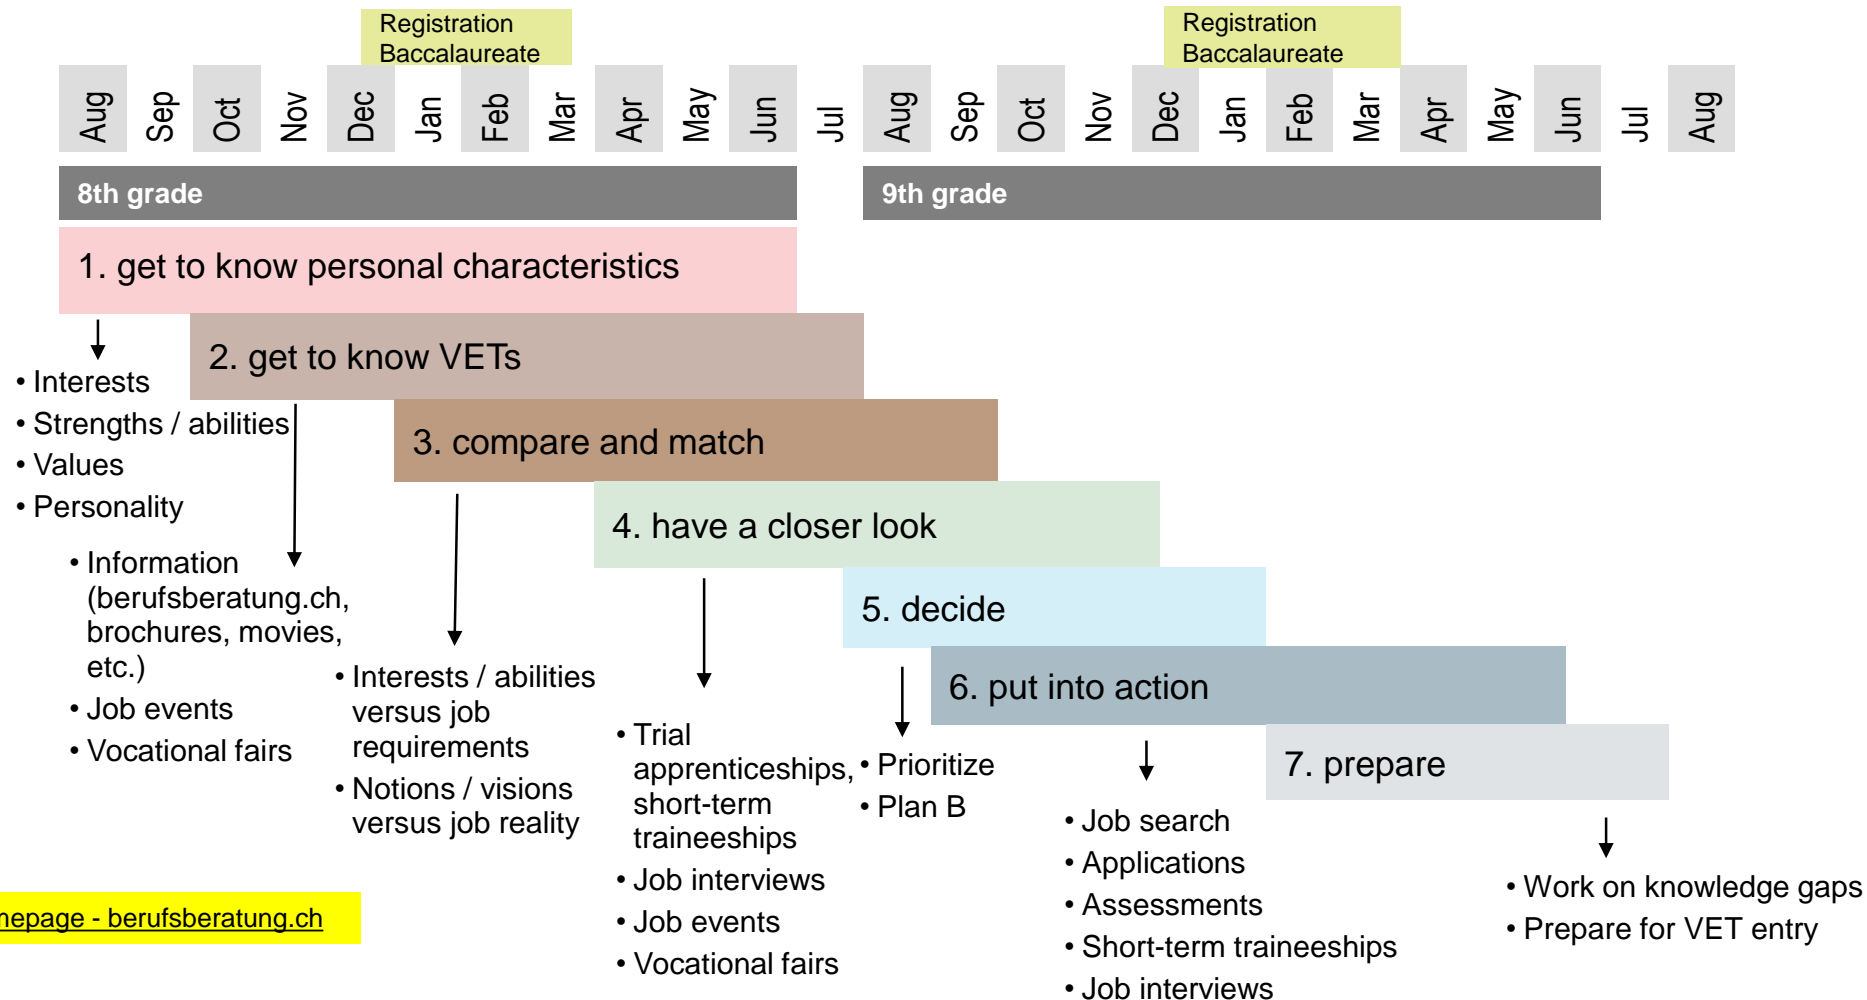 Registration
Baccalaureate
Registration
Baccalaureate
Aug
Sep
Oct
Nov
Dec
Jan
Feb
Mar
Apr
May
Jun
Jul
Aug
Sep
Oct
Nov
Dec
Jan
Feb
Mar
Apr
May
Jun
Jul
Aug
8th grade
9th grade
1. get to know personal characteristics
2. get to know VETs
3. compare and match
4. have a closer look
5. decide
6. put into action
7. prepare
• Interests
• Strengths / abilities
• Values
• Personality
• Information
(berufsberatung.ch,
brochures, movies,
etc.)
• Job events
• Vocational fairs
• Interests / abilities
versus job
requirements
• Notions / visions
versus job reality
• Trial
apprenticeships,
short-term
traineeships
• Job interviews
• Job events
• Vocational fairs
• Prioritize
• Plan B
• Job search
• Applications
• Assessments
• Short-term traineeships
• Job interviews
• Work on knowledge gaps
• Prepare for VET entry
mepage - berufsberatung.ch